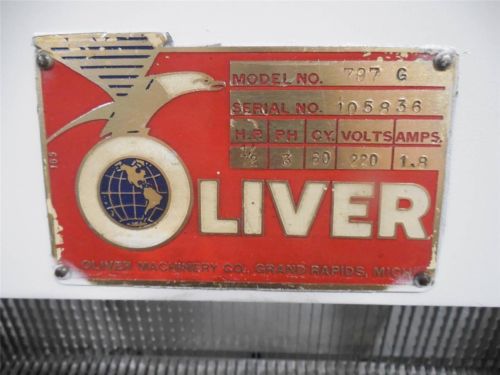 MODEL NO. 797 G
SERIAL NO. 105836
H.P. PH CY. VOLTS AMPS.
1/2 3 60 220 1.8
OLIVER
OLIVER MACHINERY CO. GRAND RAPIDS, MICH.